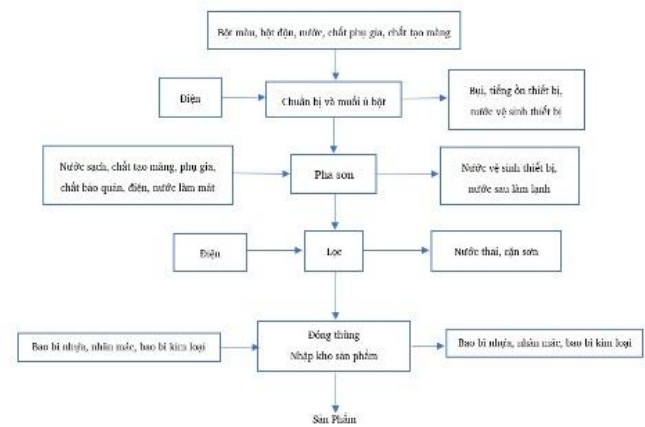 Bột màu, bột độn, nước, chất phụ gia, chất tạo màng
Điện
Chuẩn bị và muối ủ bột
Bụi, tiếng ồn thiết bị,
nước vệ sinh thiết bị
Nước sạch, chất tạo màng, phụ gia,
chất bảo quản, điện, nước làm mát
Pha sơn
Nước vệ sinh thiết bị,
nước sau làm lạnh
Điện
Lọc
Nước thải, cặn sơn
Bao bì nhựa, nhãn mác, bao bì kim loại
Đóng thùng
Nhập kho sản phẩm
Bao bì nhựa, nhãn mác, bao bì kim loại
Sản Phẩm